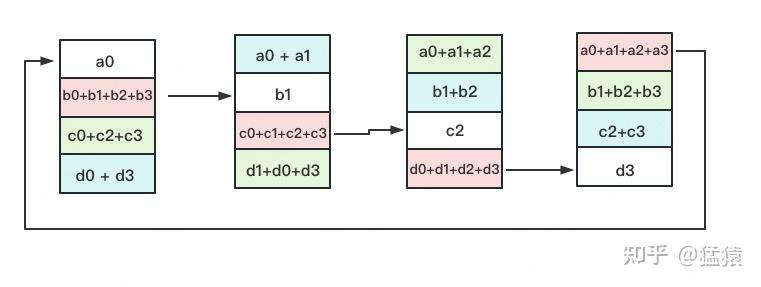 a0
b0+b1+b2+b3
c0+c2+c3
d0 + d3
a0 + a1
b1
c0+c1+c2+c3
d1+d0+d3
a0+a1+a2
b1+b2
c2
d0+d1+d2+d3
a0+a1+a2+a3
b1+b2+b3
c2+c3
d3
知乎 @猛猿